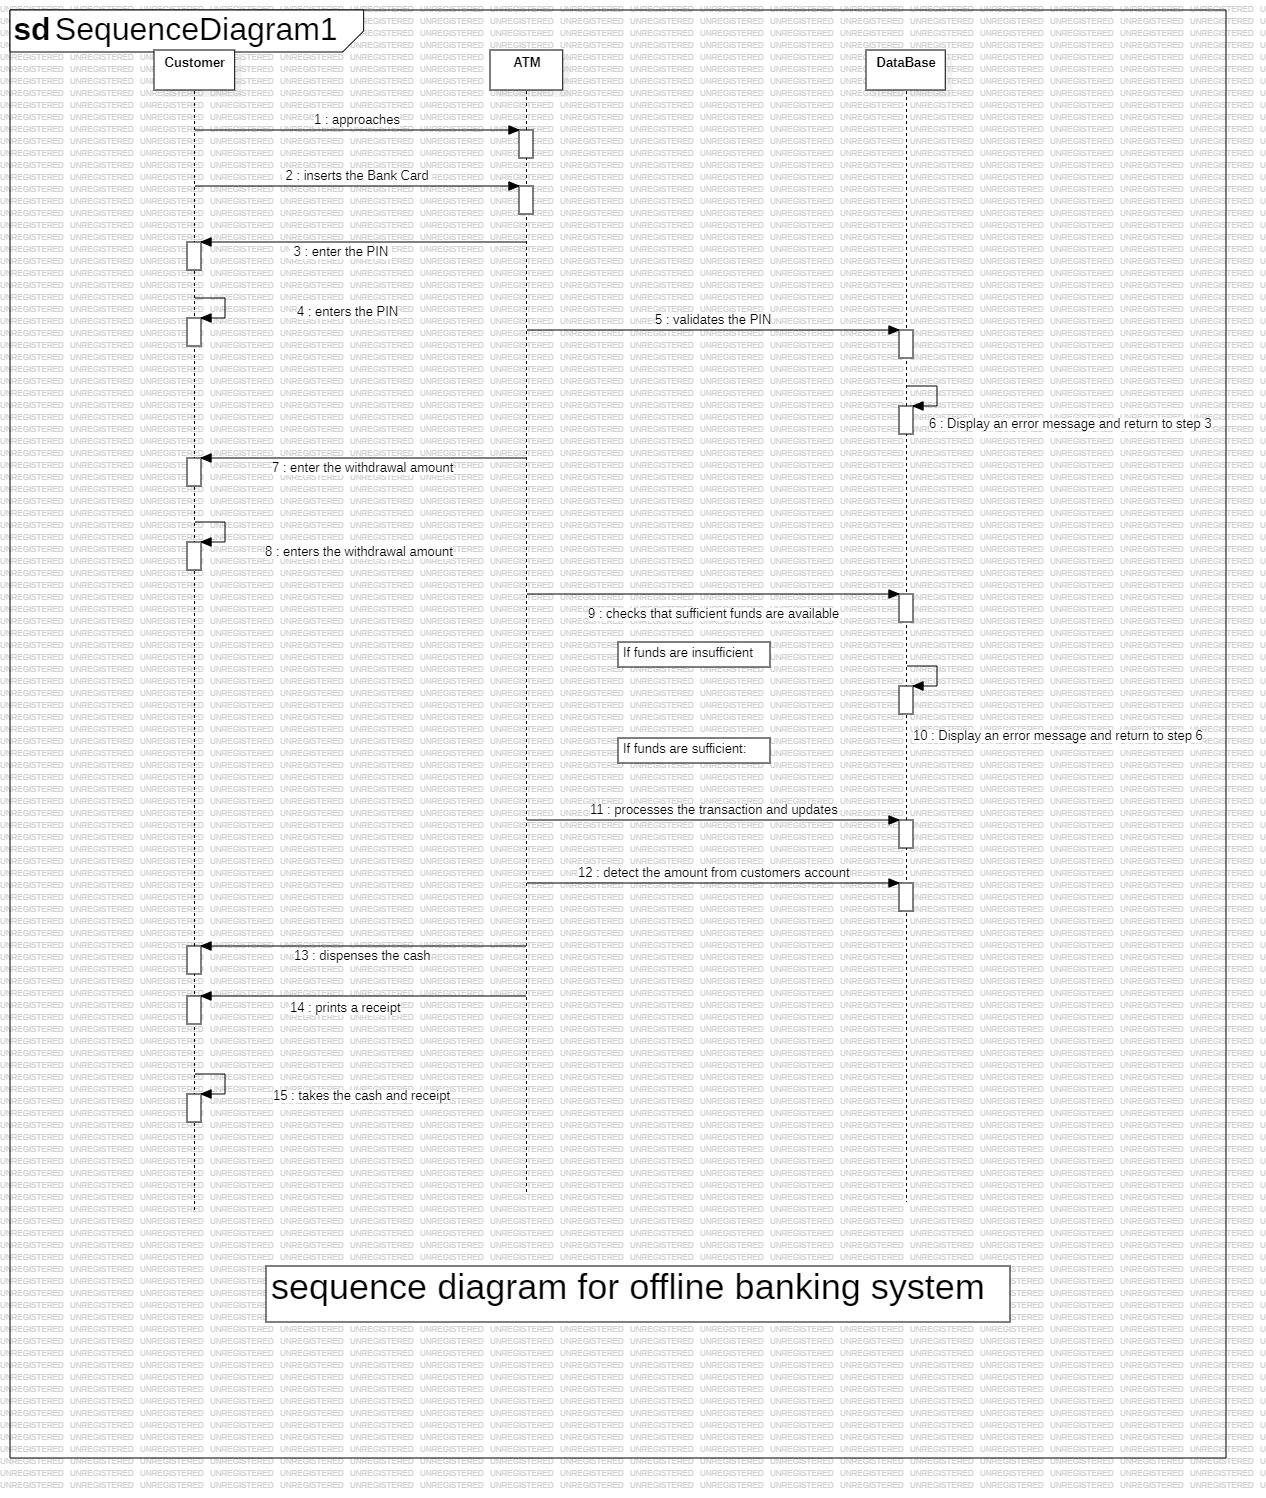 sd SequenceDiagram1
Customer
ATM
DataBase
1 : approaches
2 : inserts the Bank Card
3 : enter the PIN
4 : enters the PIN
5 : validates the PIN
6 : Display an error message and return to step 3
7 : enter the withdrawal amount
8 : enters the withdrawal amount
9 : checks that sufficient funds are available
If funds are insufficient
10 : Display an error message and return to step 6
If funds are sufficient:
11 : processes the transaction and updates
12 : detect the amount from customers account
13 : dispenses the cash
14 : prints a receipt
15 : takes the cash and receipt
sequence diagram for offline banking system
UNREGISTERED